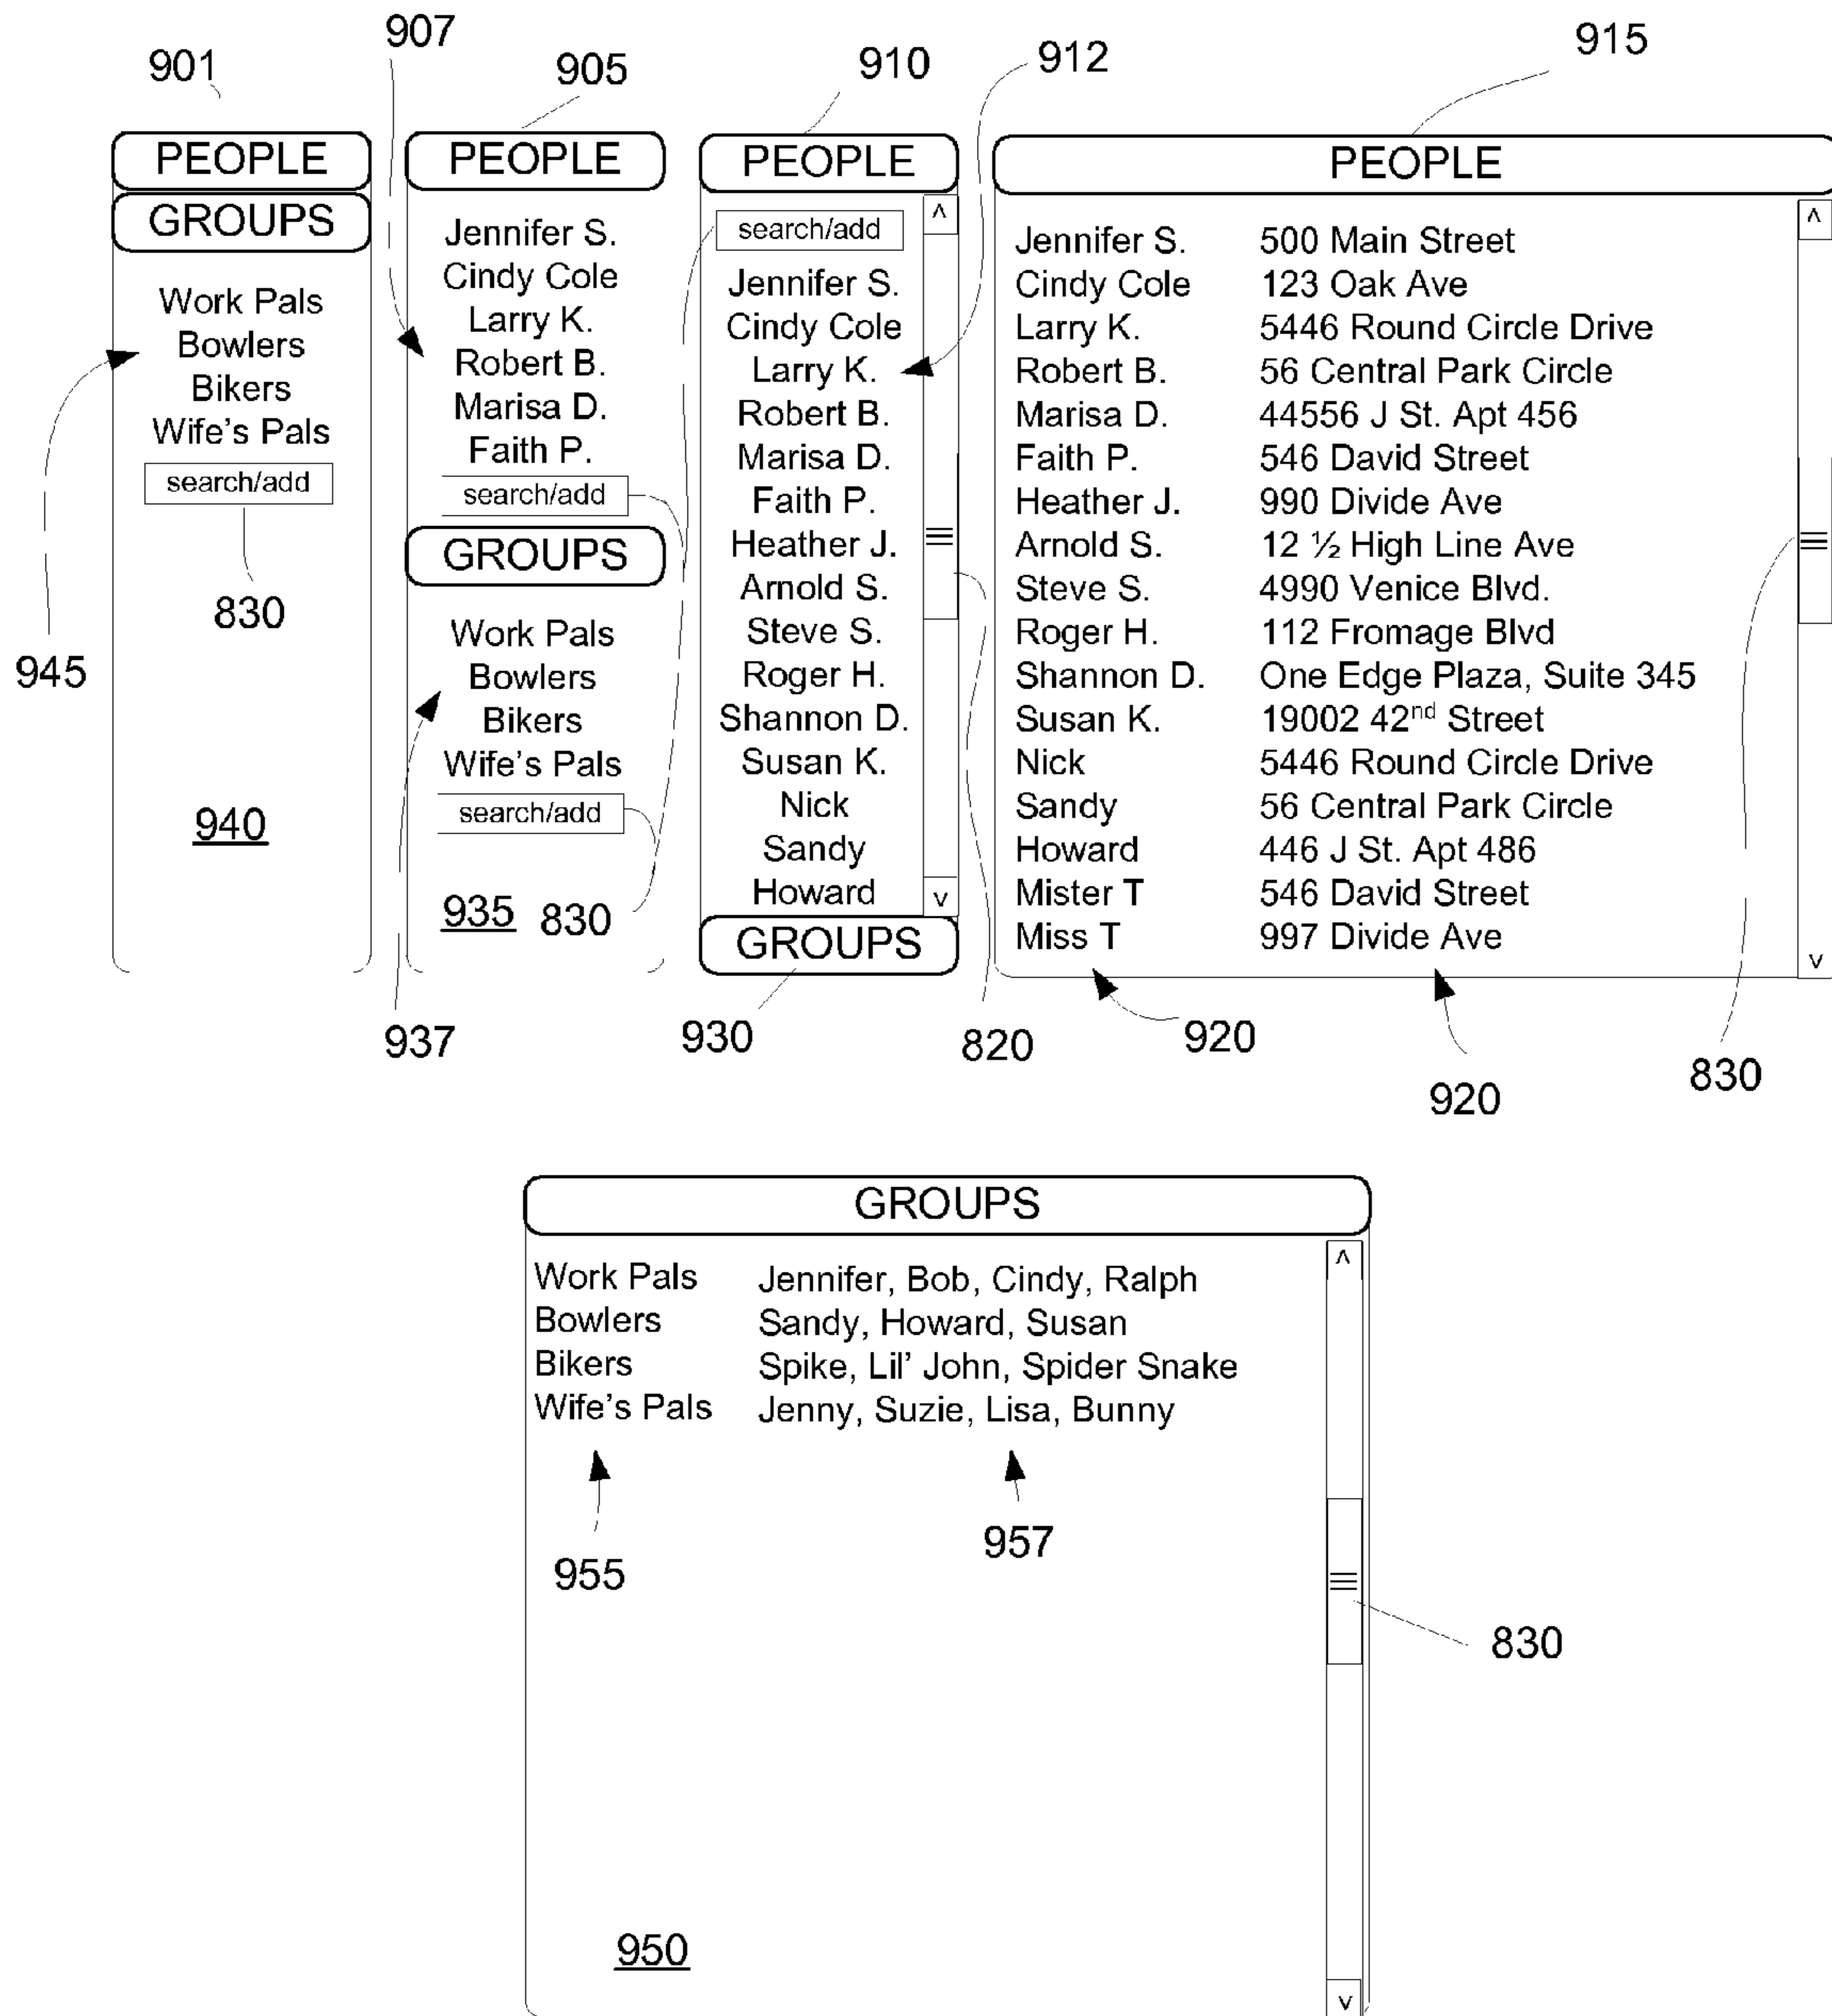 907
901
905
910
912
915
PEOPLE
GROUPS
Work Pals
Bowlers
Bikers
Wife's Pals
search/add
830
945
940
PEOPLE
Jennifer S.
Cindy Cole
Larry K.
Robert B.
Marisa D.
Faith P.
search/add
GROUPS
Work Pals
Bowlers
Bikers
Wife's Pals
search/add
935
830
937
PEOPLE
search/add
Jennifer S.
Cindy Cole
Larry K.
Robert B.
Marisa D.
Faith P.
Heather J.
Arnold S.
Steve S.
Roger H.
Shannon D.
Susan K.
Nick
Sandy
Howard
GROUPS
^
v
930
820
PEOPLE
Jennifer S. 500 Main Street
Cindy Cole 123 Oak Ave
Larry K. 5446 Round Circle Drive
Robert B. 56 Central Park Circle
Marisa D. 44556 J St. Apt 456
Faith P. 546 David Street
Heather J. 990 Divide Ave
Arnold S. 12 ½ High Line Ave
Steve S. 4990 Venice Blvd.
Roger H. 112 Fromage Blvd
Shannon D. One Edge Plaza, Suite 345
Susan K. 19002 42nd Street
Nick 5446 Round Circle Drive
Sandy 56 Central Park Circle
Howard 446 J St. Apt 486
Mister T 546 David Street
Miss T 997 Divide Ave
^
v
920
920
830
GROUPS
Work Pals Jennifer, Bob, Cindy, Ralph
Bowlers Sandy, Howard, Susan
Bikers Spike, Lil' John, Spider Snake
Wife's Pals Jenny, Suzie, Lisa, Bunny
^
v
955
957
830
950